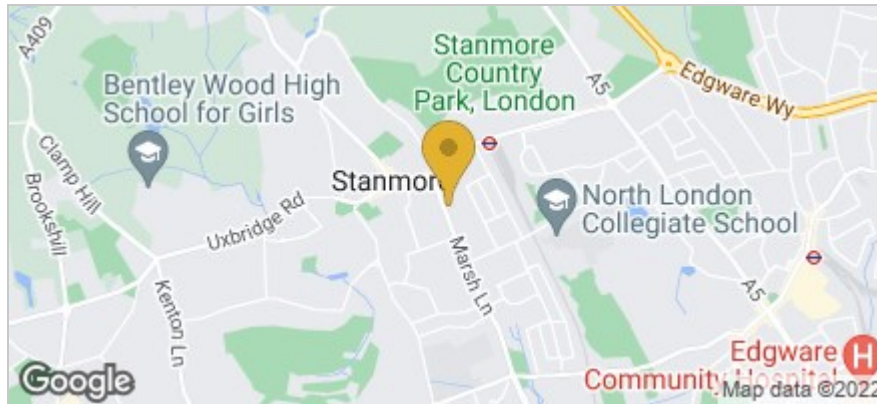 A409
Bentley Wood High
School for Girls
Clamp Hill
Brookshill
Uxbridge Rd
Kenton Ln
Stanmore
Stanmore
Country
Park, London
A5
Edgware Wy
North London
Collegiate School
Marsh Ln
A5
Edgware
Community Hospital
H
Google
Map data ©2022